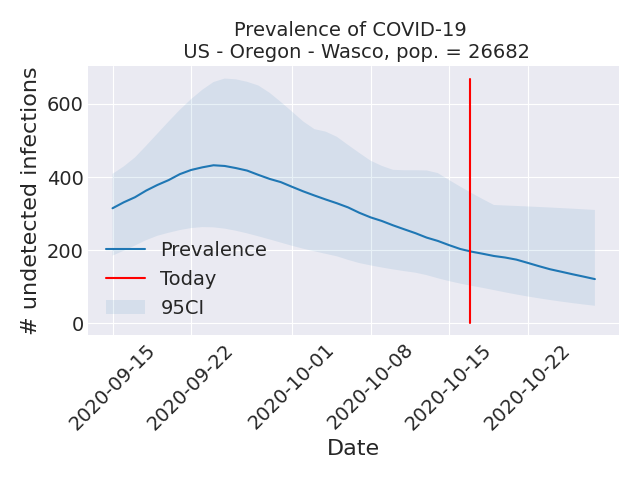 Prevalence of COVID-19
US - Oregon - Wasco, pop. = 26682
# undetected infections
600
400
200
0
Prevalence
Today
95CI
2020-09-15
2020-09-22
2020-10-01
2020-10-08
2020-10-15
2020-10-22
Date